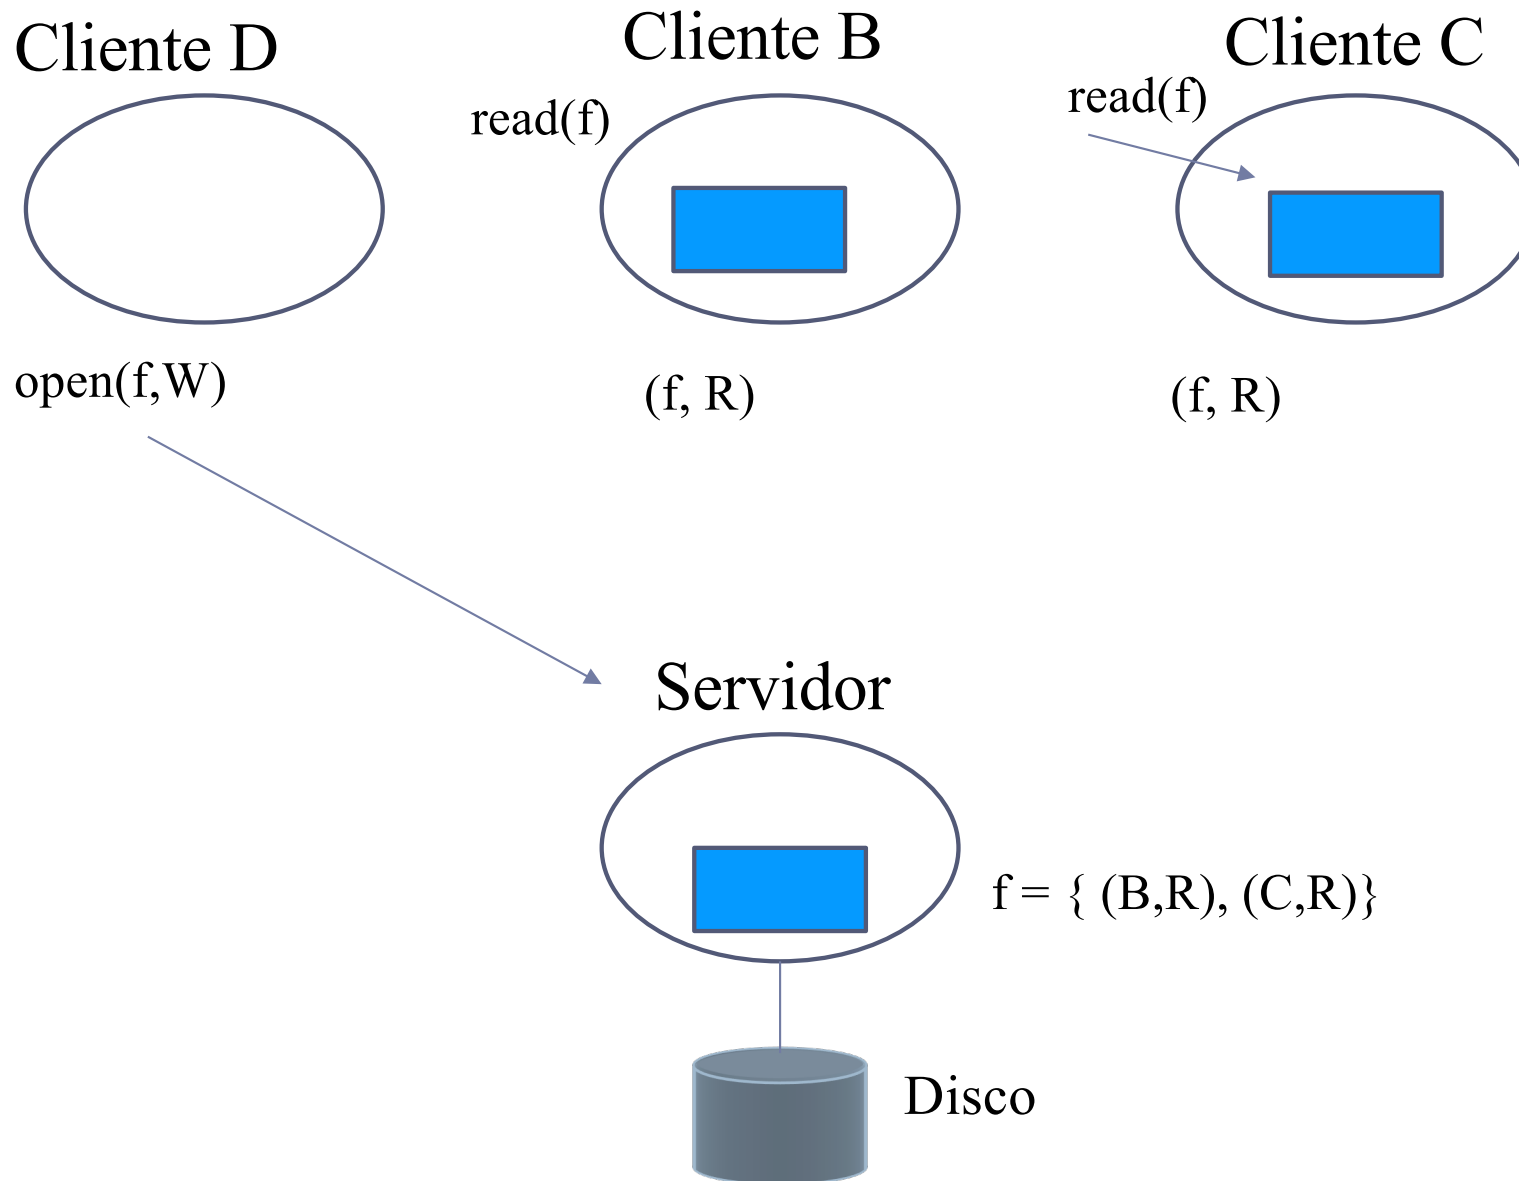 Cliente D
Cliente B
Cliente C
read(f)
read(f)
open(f,W)
(f, R)
(f, R)
Servidor
f = { (B,R), (C,R)}
Disco